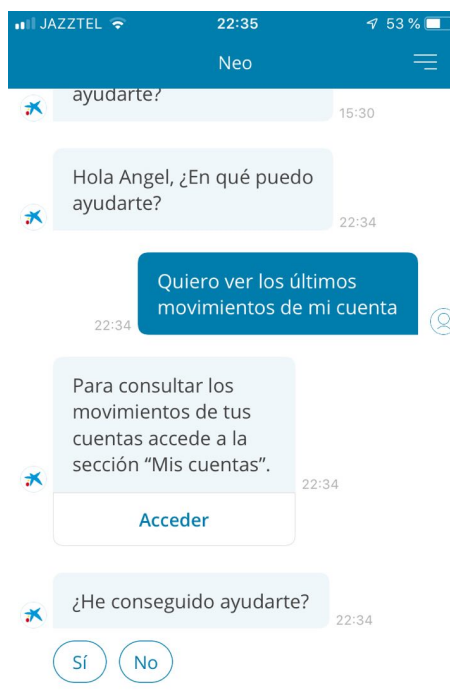 JAZZTEL 22:35 53 %
Neo
ayudarte?
15:30
Hola Angel, ¿En qué puedo
ayudarte?
22:34
Quiero ver los últimos
movimientos de mi cuenta
22:34
Para consultar los
movimientos de tus
cuentas accede a la
sección “Mis cuentas”.
22:34
Acceder
¿He conseguido ayudarte?
22:34
Sí No